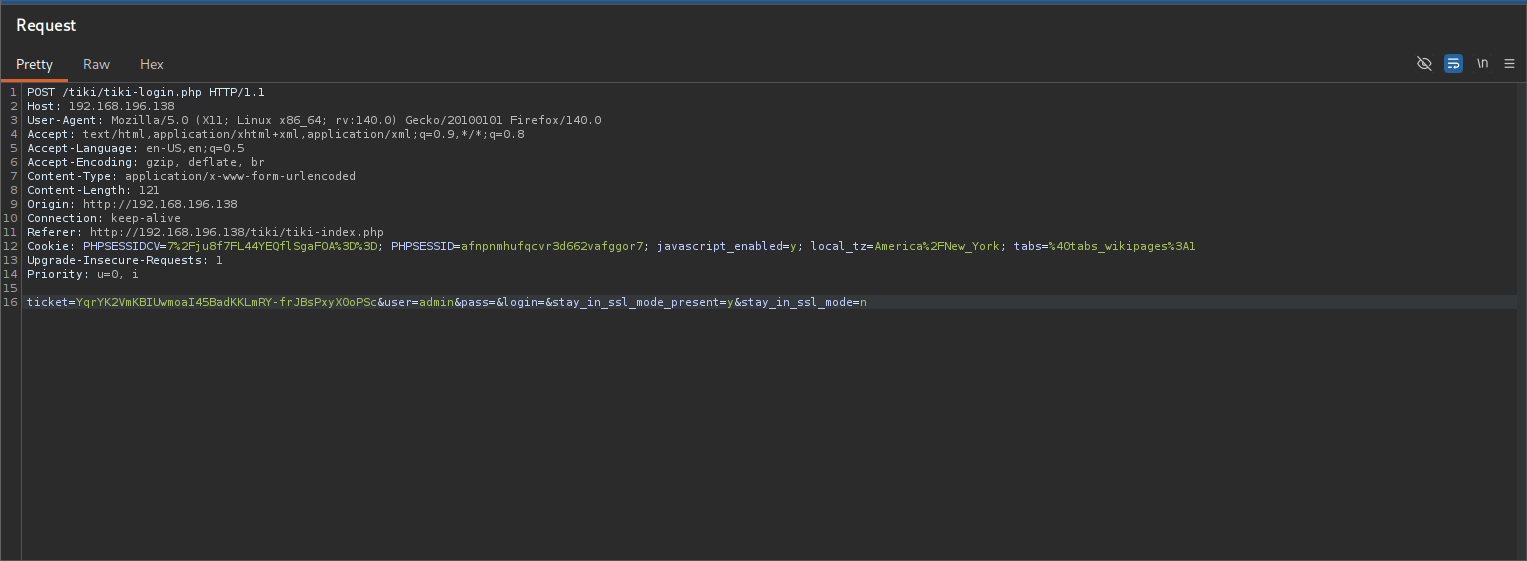 Request
Pretty Raw Hex
\n
1 POST /tiki/tiki-login.php HTTP/1.1
2 Host: 192.168.196.138
3 User-Agent: Mozilla/5.0 (X11; Linux x86_64; rv:140.0) Gecko/20100101 Firefox/140.0
4 Accept: text/html,application/xhtml+xml,application/xml;q=0.9,*/*;q=0.8
5 Accept-Language: en-US,en;q=0.5
6 Accept-Encoding: gzip, deflate, br
7 Content-Type: application/x-www-form-urlencoded
8 Content-Length: 121
9 Origin: http://192.168.196.138
10 Connection: keep-alive
11 Referer: http://192.168.196.138/tiki/tiki-index.php
12 Cookie: PHPSESSIDCV=7%2Fju8f7FL44YEQflSgaFOA%3D%3D; PHPSESSID=afnpnmhufqcvr3d662vafggor7; javascript_enabled=y; local_tz=America%2FNew_York; tabs=%40tabs_wikipages%3A1
13 Upgrade-Insecure-Requests: 1
14 Priority: u=0, i
15
16 ticket=YqrYK2VmKBIUwmoaI45BadKKLmRY-frJBsPxyX0oPSc&user=admin&pass=&login=&stay_in_ssl_mode_present=y&stay_in_ssl_mode=n